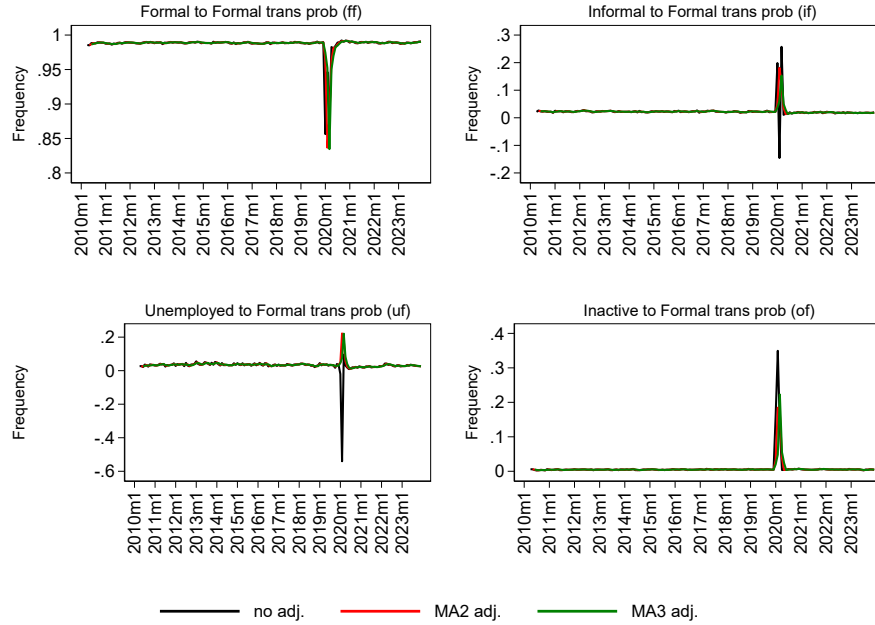 Formal to Formal trans prob (ff)
Frequency
1
.95
.9
.85
.8
2010m1
2011m1
2012m1
2013m1
2014m1
2015m1
2016m1
2017m1
2018m1
2019m1
2020m1
2021m1
2022m1
2023m1
Informal to Formal trans prob (if)
Frequency
.3
.2
.1
0
-.1
-.2
2010m1
2011m1
2012m1
2013m1
2014m1
2015m1
2016m1
2017m1
2018m1
2019m1
2020m1
2021m1
2022m1
2023m1
Unemployed to Formal trans prob (uf)
Frequency
.2
0
-.2
-.4
-.6
2010m1
2011m1
2012m1
2013m1
2014m1
2015m1
2016m1
2017m1
2018m1
2019m1
2020m1
2021m1
2022m1
2023m1
Inactive to Formal trans prob (of)
Frequency
.4
.3
.2
.1
0
2010m1
2011m1
2012m1
2013m1
2014m1
2015m1
2016m1
2017m1
2018m1
2019m1
2020m1
2021m1
2022m1
2023m1
no adj.
MA2 adj.
MA3 adj.